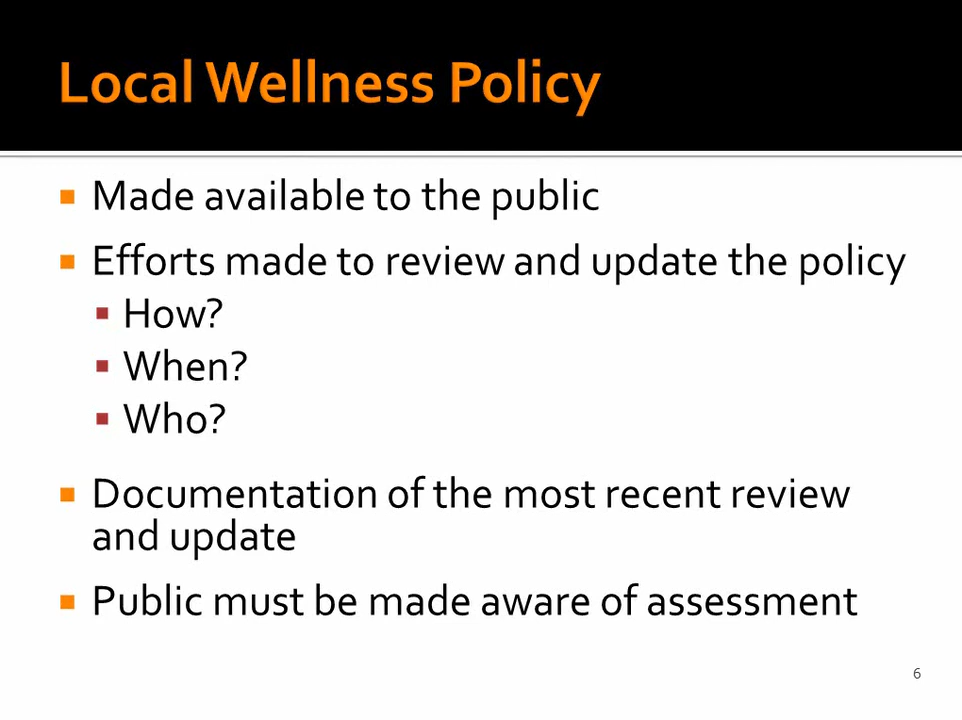 Local Wellness Policy
Made available to the public
Efforts made to review and update the policy
How?
When?
Who?
Documentation of the most recent review
and update
Public must be made aware of assessment
6